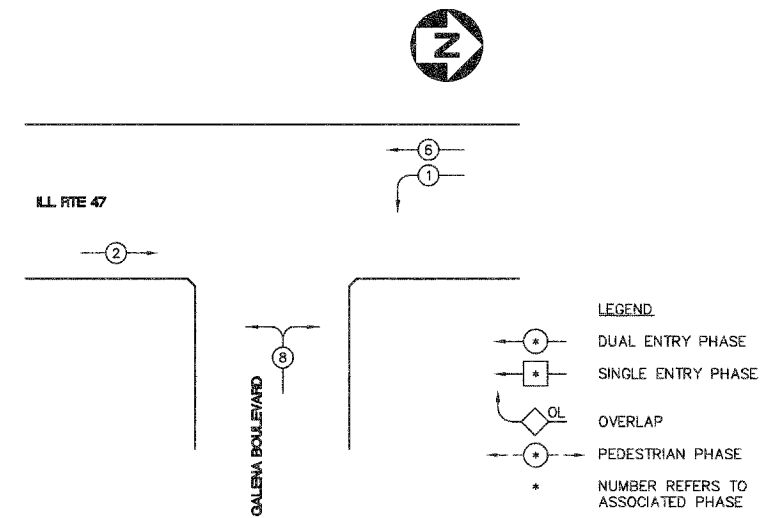 N
6
1
ILL RTE 47
2
8
GALENA BOULEVARD
LEGEND
* DUAL ENTRY PHASE
* SINGLE ENTRY PHASE
OL OVERLAP
* PEDESTRIAN PHASE
* NUMBER REFERS TO
ASSOCIATED PHASE